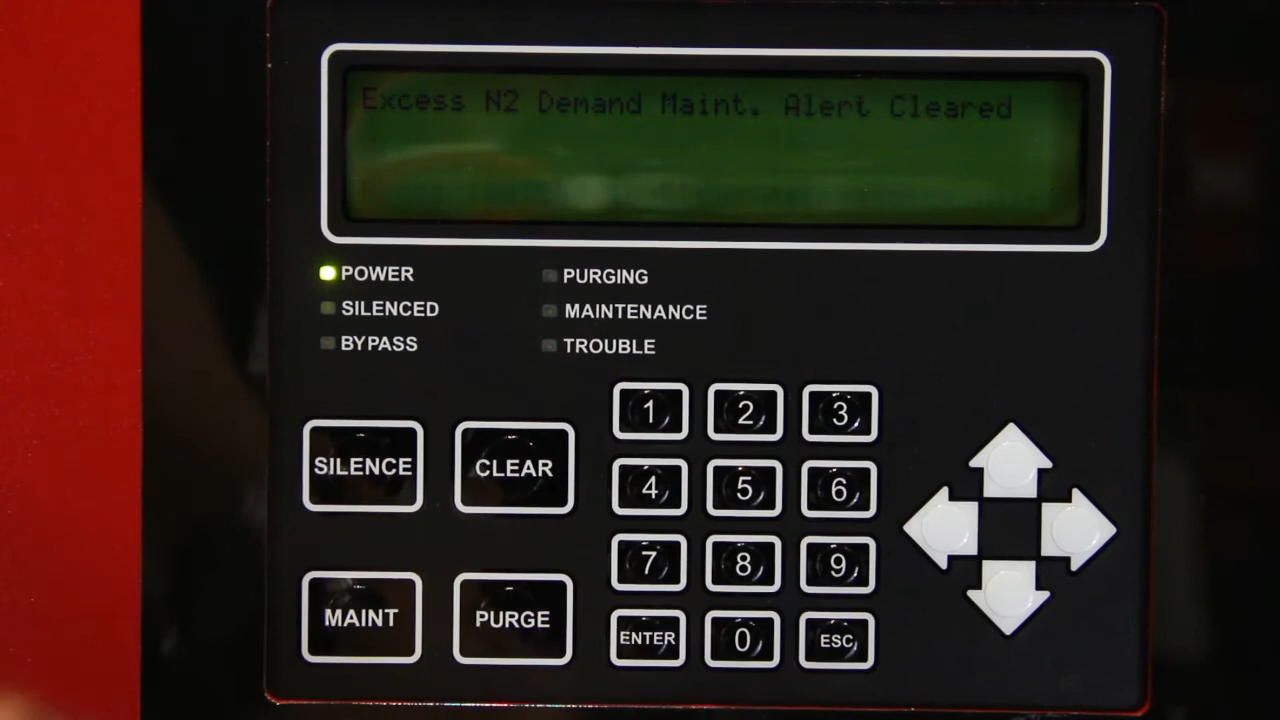 Excess N2 Demand Maint. Alert Cleared
POWER PURGING
SILENCED MAINTENANCE
BYPASS TROUBLE
1 2 3
SILENCE CLEAR
4 5 6
7 8 9
MAINT PURGE
ENTER 0 ESC